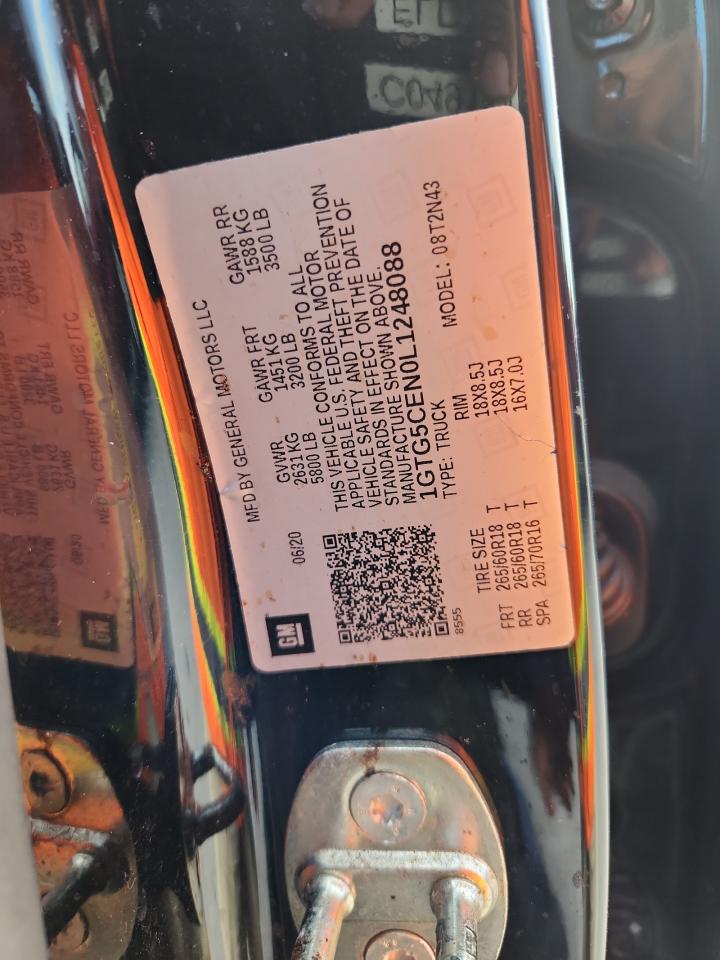 C049
GM
06/20
MFD BY GENERAL MOTORS LLC
GVWR GAWR FRT GAWR RR
2631 KG 1451 KG 1588 KG
5800 LB 3200 LB 3500 LB
THIS VEHICLE CONFORMS TO ALL
APPLICABLE U.S. FEDERAL MOTOR
VEHICLE SAFETY AND THEFT PREVENTION
STANDARDS IN EFFECT ON THE DATE OF
MANUFACTURE SHOWN ABOVE.
1GTG5CEN0L1248088
TYPE: TRUCK MODEL: 08T2N43
8555
TIRE SIZE RIM
FRT 265/60R18 T 18X8.5J
RR 265/60R18 T 18X8.5J
SPA 265/70R16 T 16X7.0J